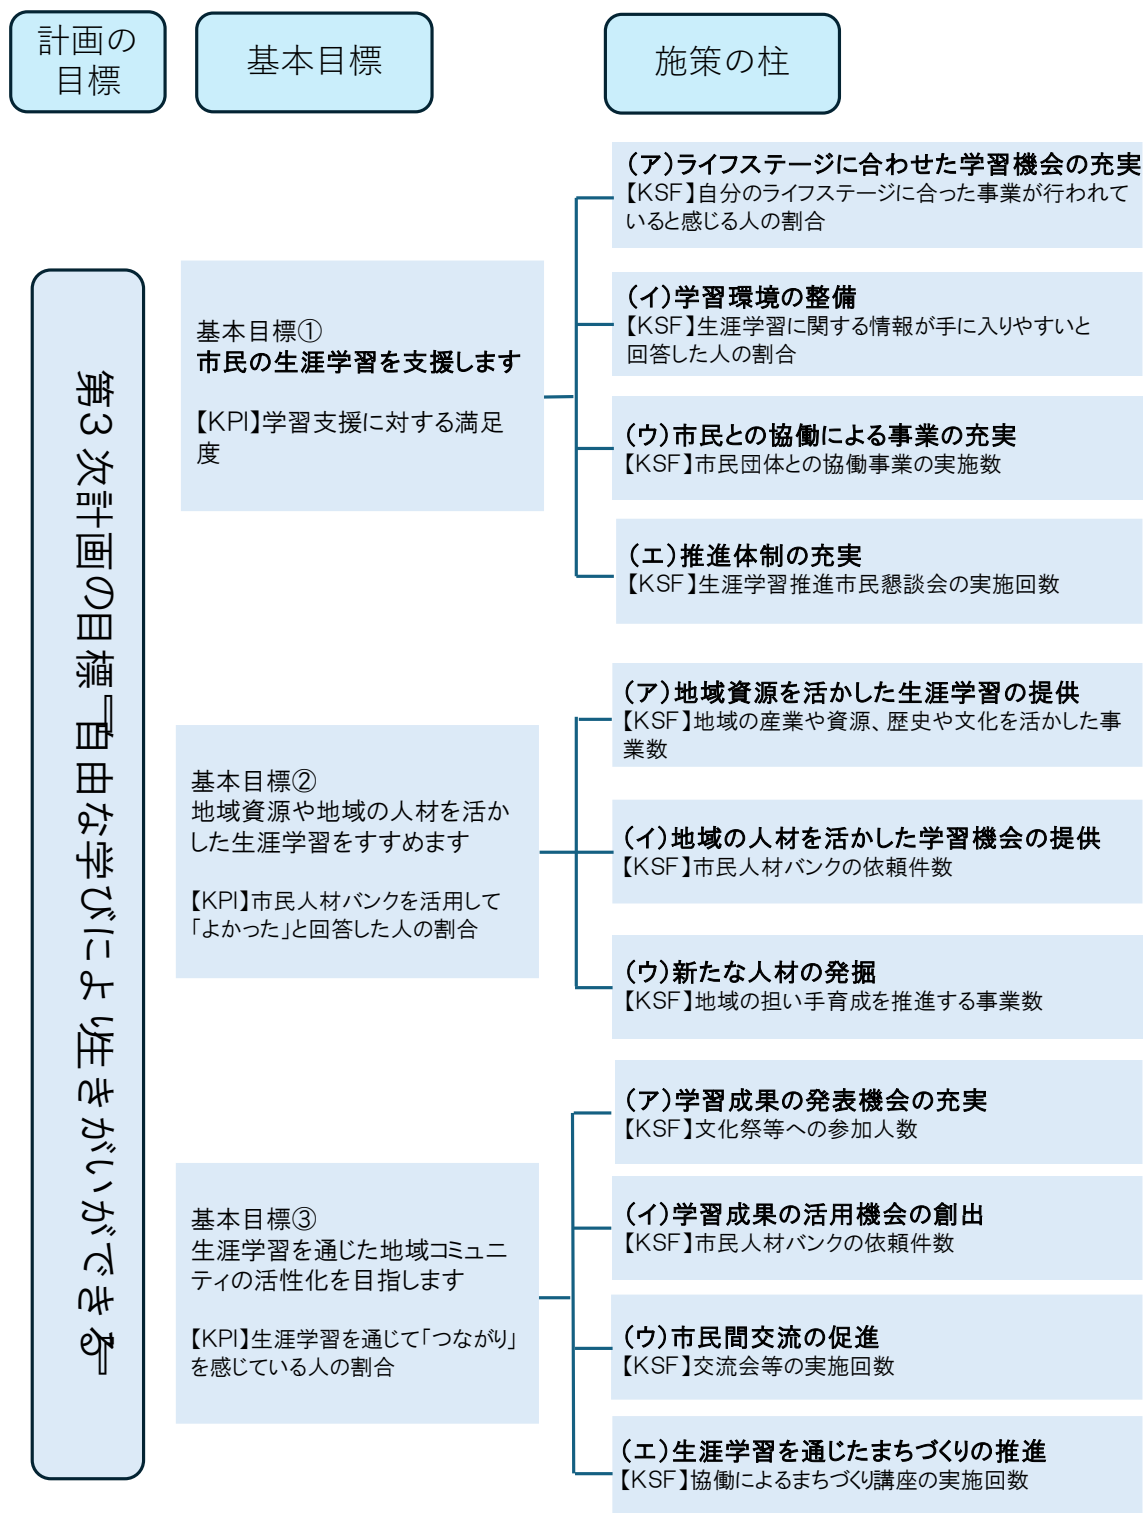 計画の
目標
基本目標
施策の柱
第3次計画の目標『自由な学びにより生きがいができる』
基本目標①
市民の生涯学習を支援します
【KPI】学習支援に対する満足
度
（ア）ライフステージに合わせた学習機会の充実
【KSF】自分のライフステージに合った事業が行われて
いると感じる人の割合
（イ）学習環境の整備
【KSF】生涯学習に関する情報が手に入りやすいと
回答した人の割合
（ウ）市民との協働による事業の充実
【KSF】市民団体との協働事業の実施数
（エ）推進体制の充実
【KSF】生涯学習推進市民懇談会の実施回数
基本目標②
地域資源や地域の人材を活か
した生涯学習をすすめます
【KPI】市民人材バンクを活用して
「よかった」と回答した人の割合
（ア）地域資源を活かした生涯学習の提供
【KSF】地域の産業や資源、歴史や文化を活かした事
業数
（イ）地域の人材を活かした学習機会の提供
【KSF】市民人材バンクの依頼件数
（ウ）新たな人材の発掘
【KSF】地域の担い手育成を推進する事業数
基本目標③
生涯学習を通じた地域コミュニ
ティの活性化を目指します
【KPI】生涯学習を通じて「つながり」
を感じている人の割合
（ア）学習成果の発表機会の充実
【KSF】文化祭等への参加人数
（イ）学習成果の活用機会の創出
【KSF】市民人材バンクの依頼件数
（ウ）市民間交流の促進
【KSF】交流会等の実施回数
（エ）生涯学習を通じたまちづくりの推進
【KSF】協働によるまちづくり講座の実施回数